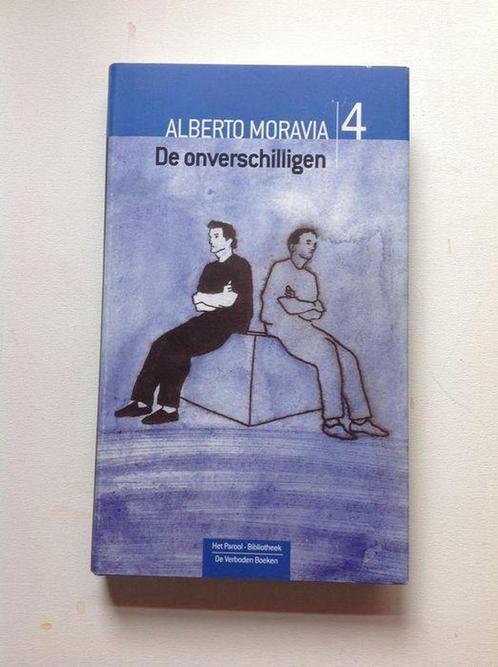 ALBERTO MORAVIA 4
De onverschilligen
Het Parool · Bibliotheek
De Verboden Boeken